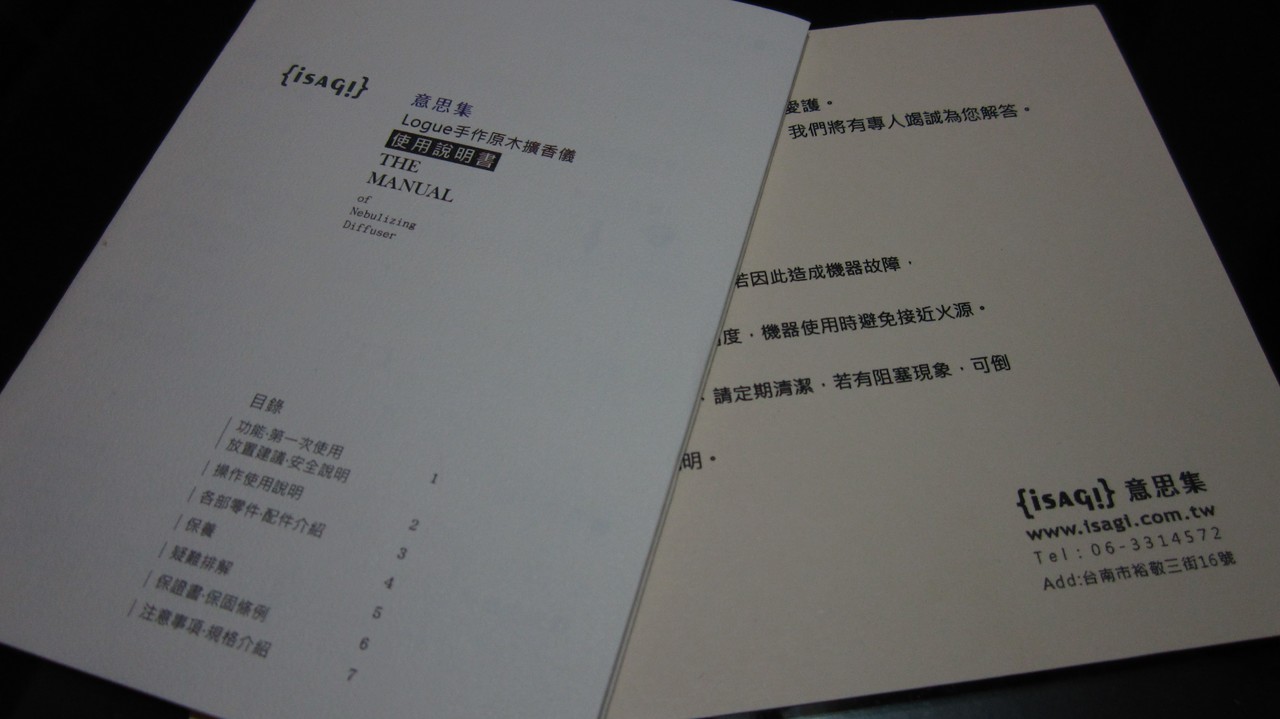 {iSAGI}
意思集
Logue手作原木擴香儀
使用說明書
THE
MANUAL
of
Nebulizing
Diffuser
目錄
功能·第一次使用
放置建議·安全說明 1
操作使用說明 2
各部零件·配件介紹 3
保養 4
疑難排解 5
保證書·保固條例 6
注意事項·規格介紹 7
愛護。
我們將有專人竭誠為您解答。
若因此造成機器故障，
度，機器使用時避免接近火源。
，請定期清潔，若有阻塞現象，可倒
明。
{iSAGI} 意思集
www.isagi.com.tw
Tel：06-3314572
Add:台南市裕敬三街16號